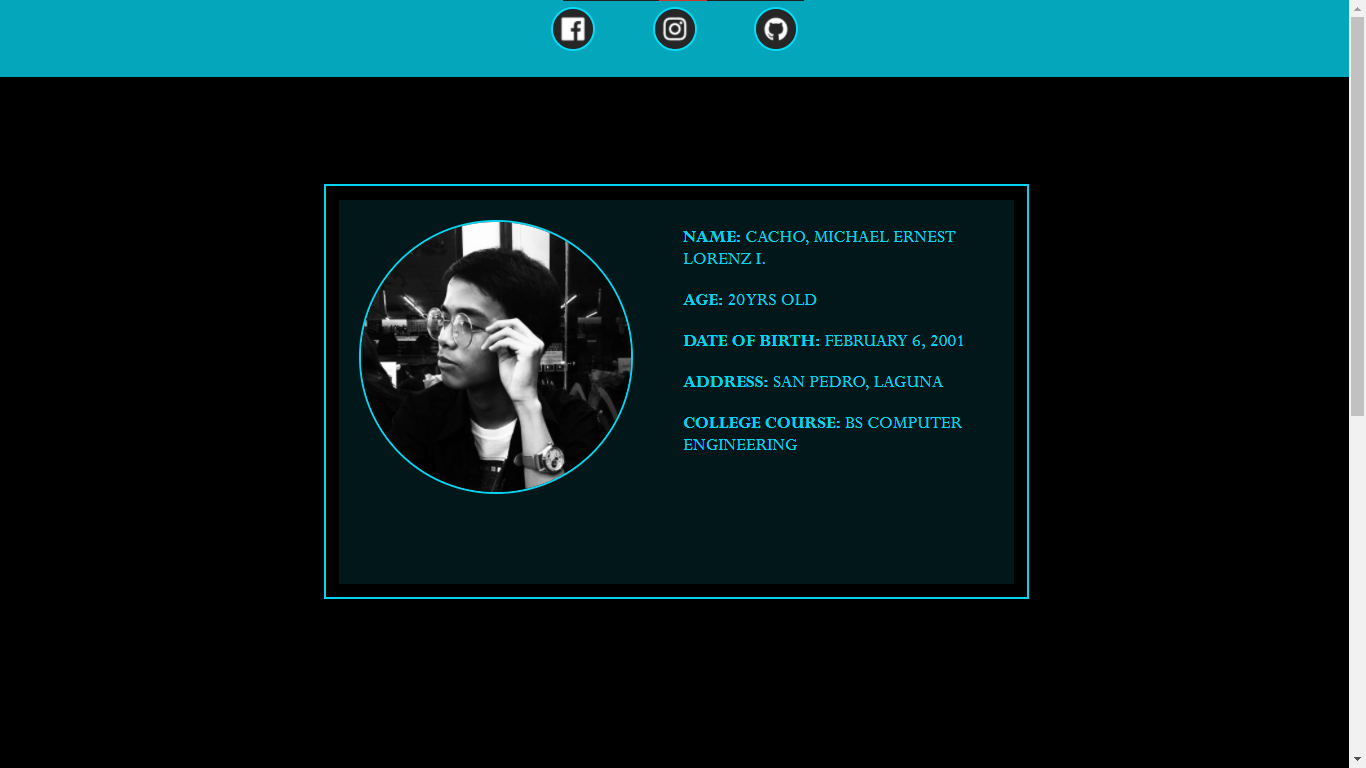 NAME: CACHO, MICHAEL ERNEST
LORENZ I.
AGE: 20YRS OLD
DATE OF BIRTH: FEBRUARY 6, 2001
ADDRESS: SAN PEDRO, LAGUNA
COLLEGE COURSE: BS COMPUTER
ENGINEERING